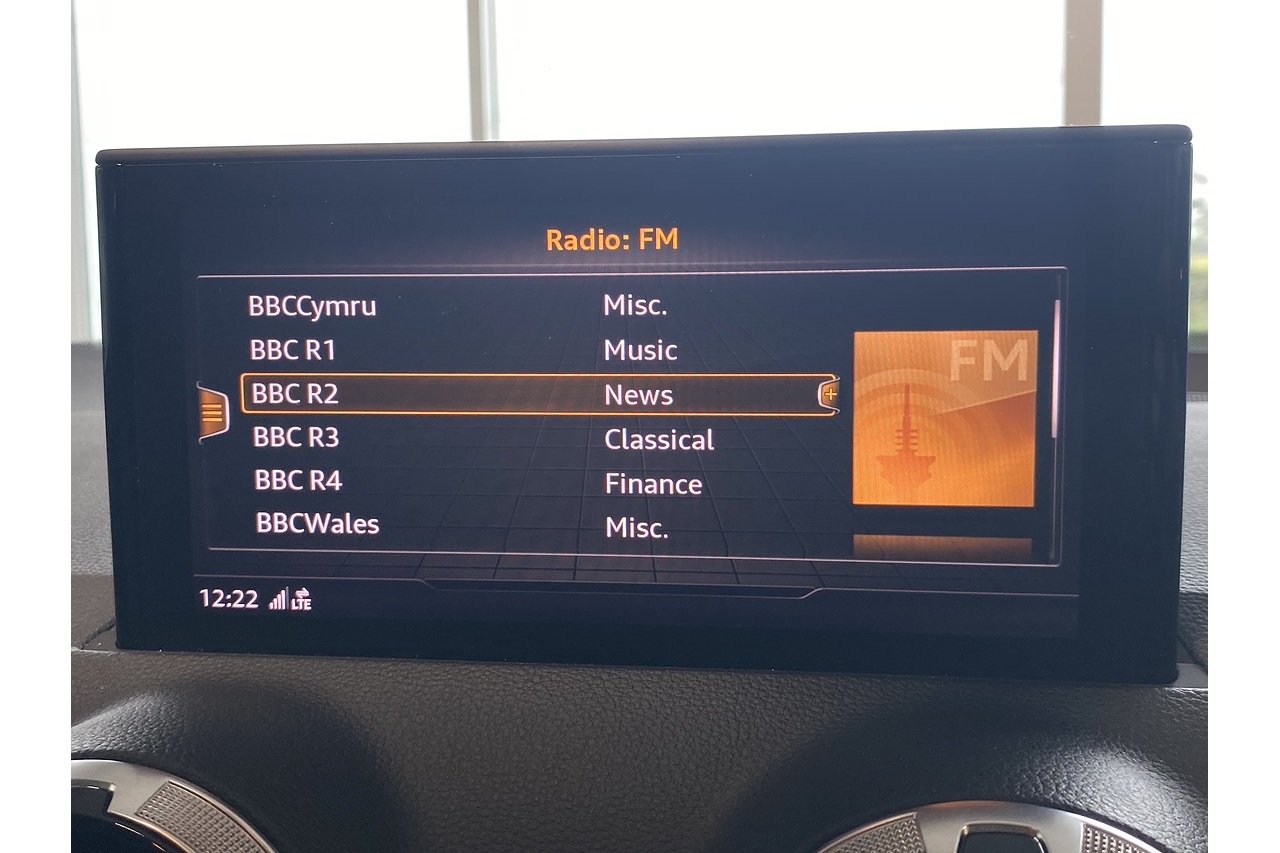 Radio: FM
BBCCymru Misc.
BBC R1 Music
FM
BBC R2 News
BBC R3 Classical
BBC R4 Finance
BBCWales Misc.
12:22 LTE